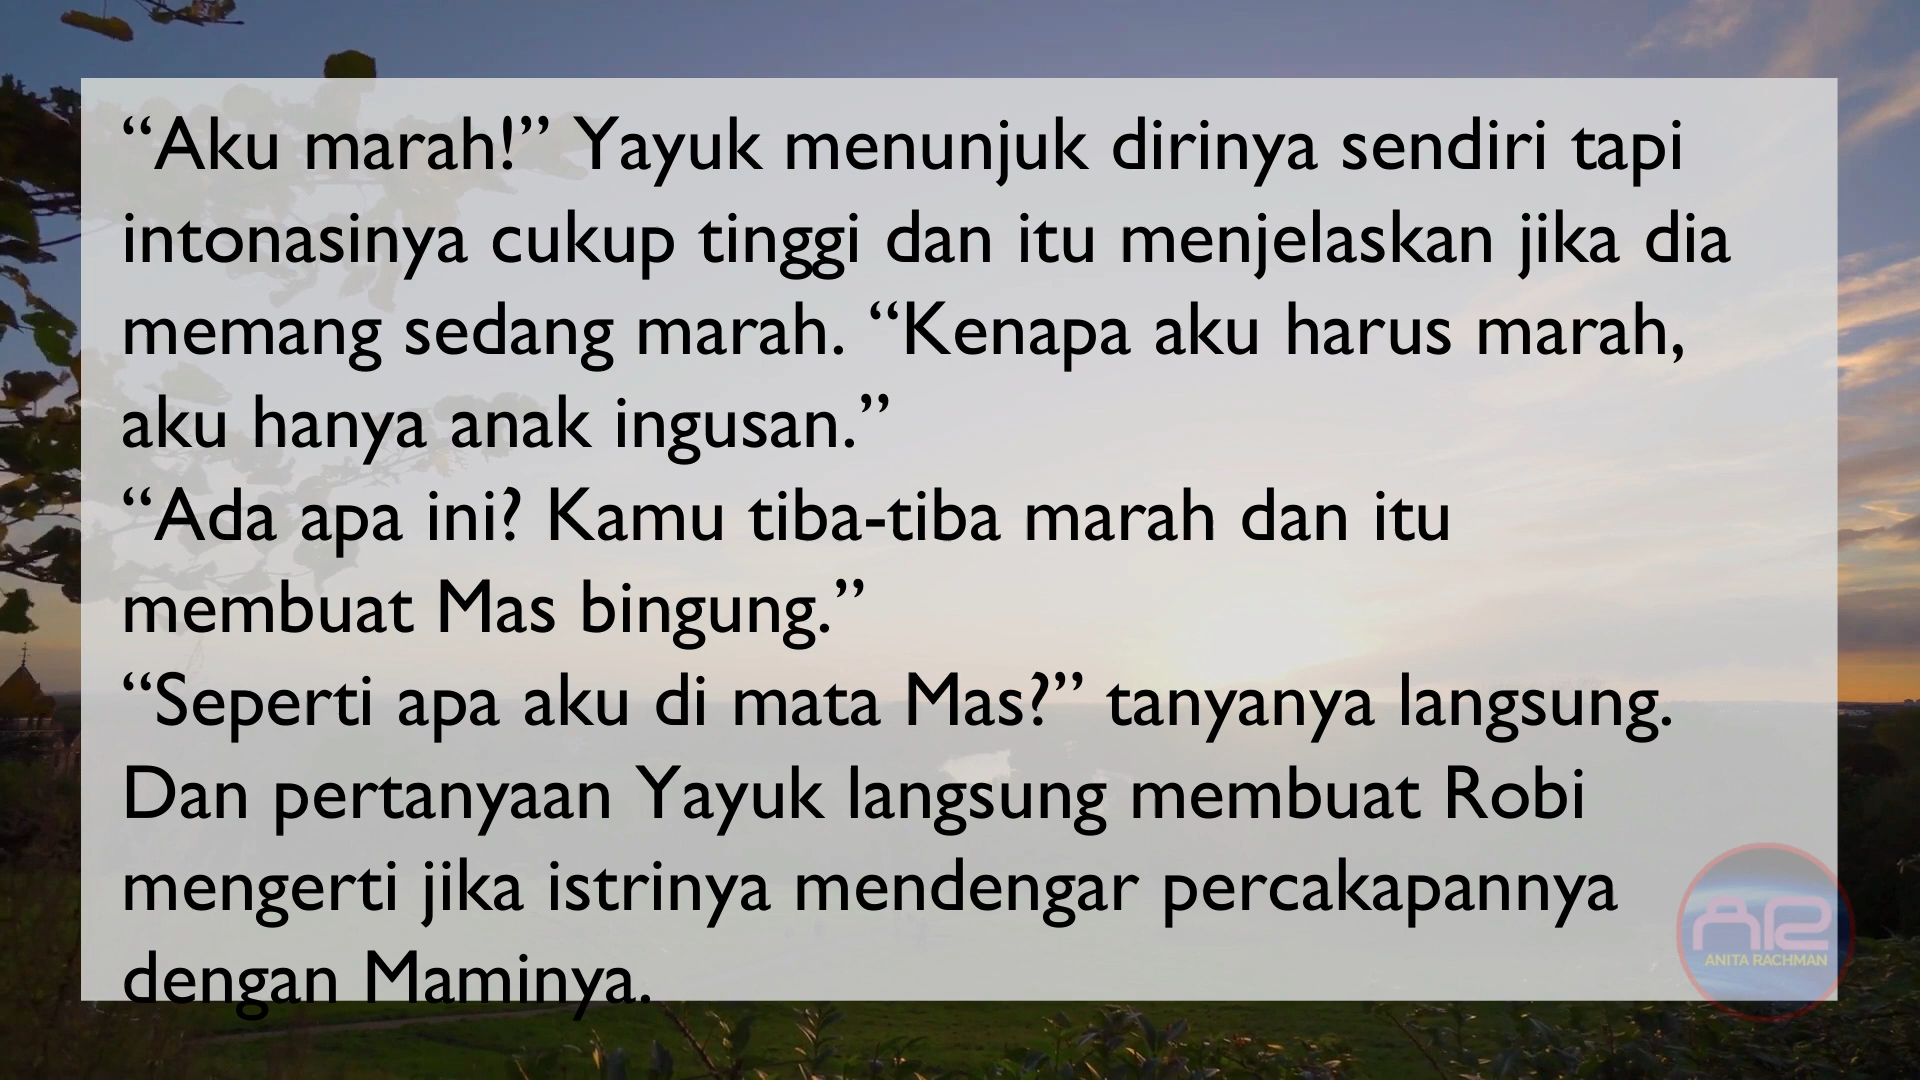 “Aku marah!” Yayuk menunjuk dirinya sendiri tapi
intonasinya cukup tinggi dan itu menjelaskan jika dia
memang sedang marah. “Kenapa aku harus marah,
aku hanya anak ingusan.”
“Ada apa ini? Kamu tiba-tiba marah dan itu
membuat Mas bingung.”
“Seperti apa aku di mata Mas?” tanyanya langsung.
Dan pertanyaan Yayuk langsung membuat Robi
mengerti jika istrinya mendengar percakapannya
dengan Maminya.
AR
ANITA RACHMAN